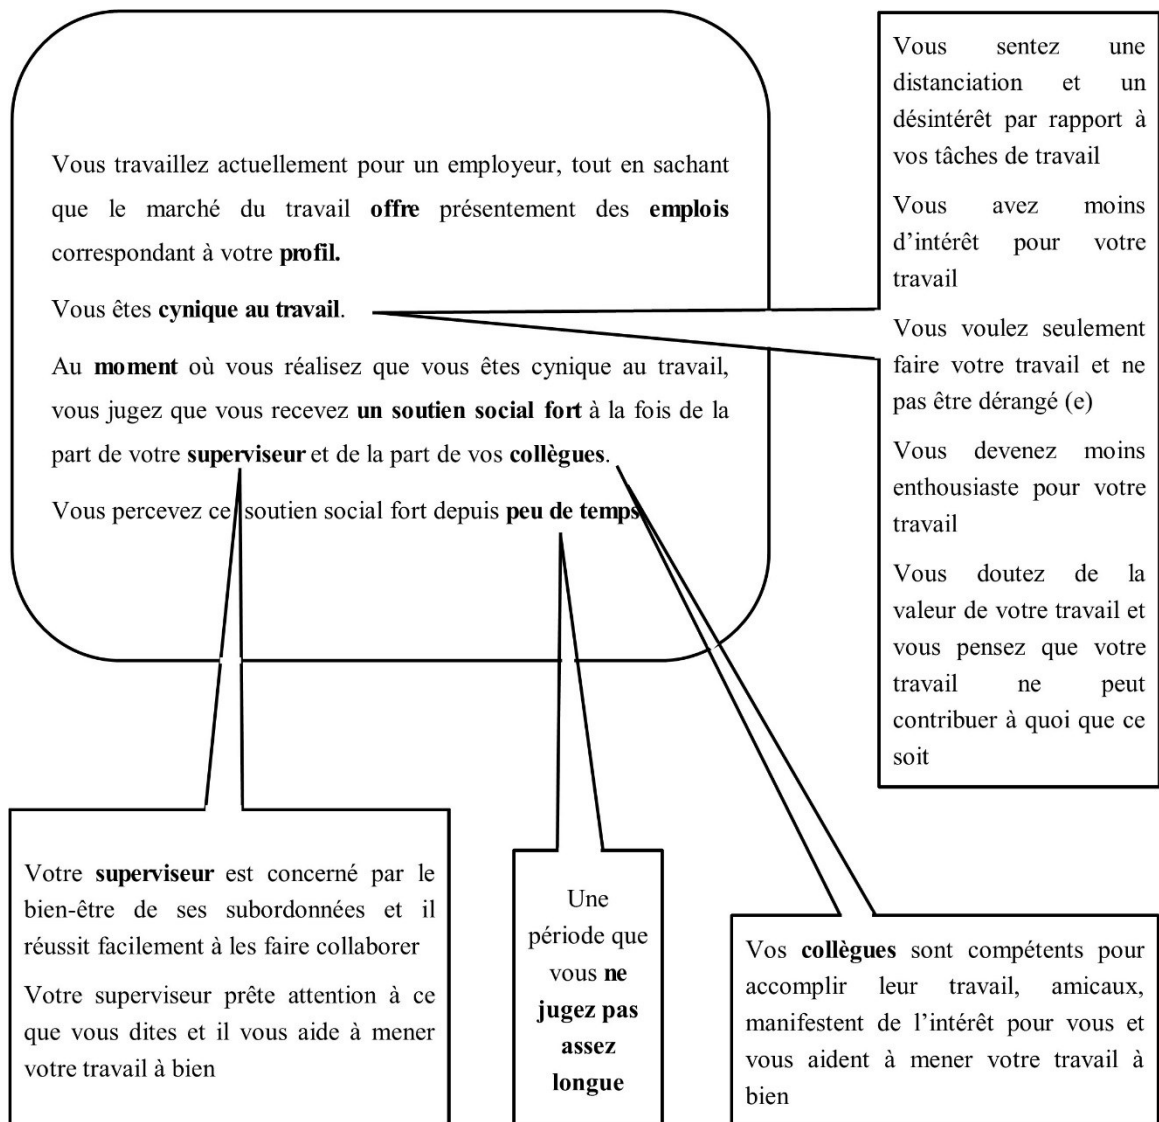 Vous travaillez actuellement pour un employeur, tout en sachant
que le marché du travail offre présentement des emplois
correspondant à votre profil.
Vous êtes cynique au travail.
Au moment où vous réalisez que vous êtes cynique au travail,
vous jugez que vous recevez un soutien social fort à la fois de la
part de votre superviseur et de la part de vos collègues.
Vous percevez ce soutien social fort depuis peu de temps
Vous sentez une
distanciation et un
désintérêt par rapport à
vos tâches de travail
Vous avez moins
d’intérêt pour votre
travail
Vous voulez seulement
faire votre travail et ne
pas être dérangé (e)
Vous devenez moins
enthousiaste pour votre
travail
Vous doutez de la
valeur de votre travail et
vous pensez que votre
travail ne peut
contribuer à quoi que ce
soit
Votre superviseur est concerné par le
bien-être de ses subordonnées et il
réussit facilement à les faire collaborer
Votre superviseur prête attention à ce
que vous dites et il vous aide à mener
votre travail à bien
Une
période que
vous ne
jugez pas
assez
longue
Vos collègues sont compétents pour
accomplir leur travail, amicaux,
manifestent de l’intérêt pour vous et
vous aident à mener votre travail à
bien